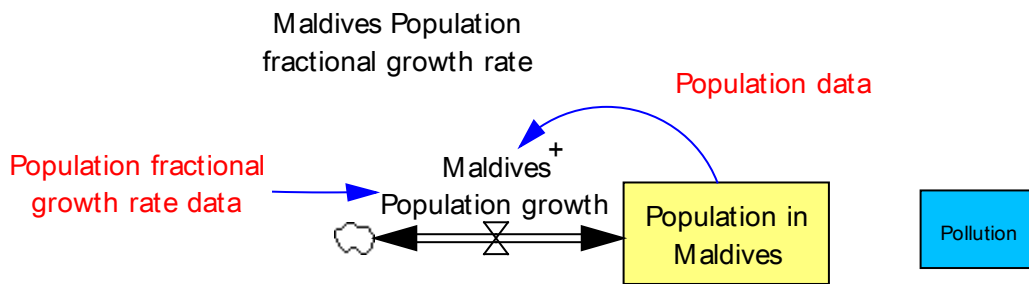 Maldives Population
fractional growth rate
Population data
Population fractional
growth rate data
Maldives +
Population growth
Population in
Maldives
Pollution